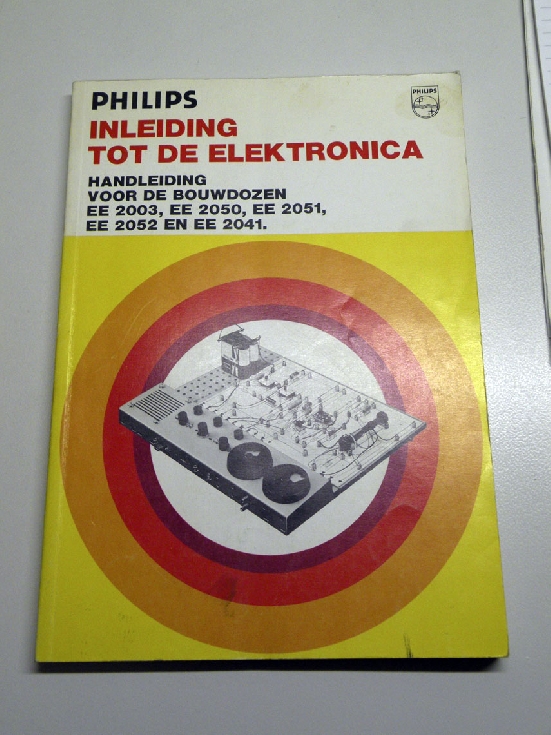 PHILIPS
PHILIPS
INLEIDING
TOT DE ELEKTRONICA
HANDLEIDING
VOOR DE BOUWDOZEN
EE 2003, EE 2050, EE 2051,
EE 2052 EN EE 2041.